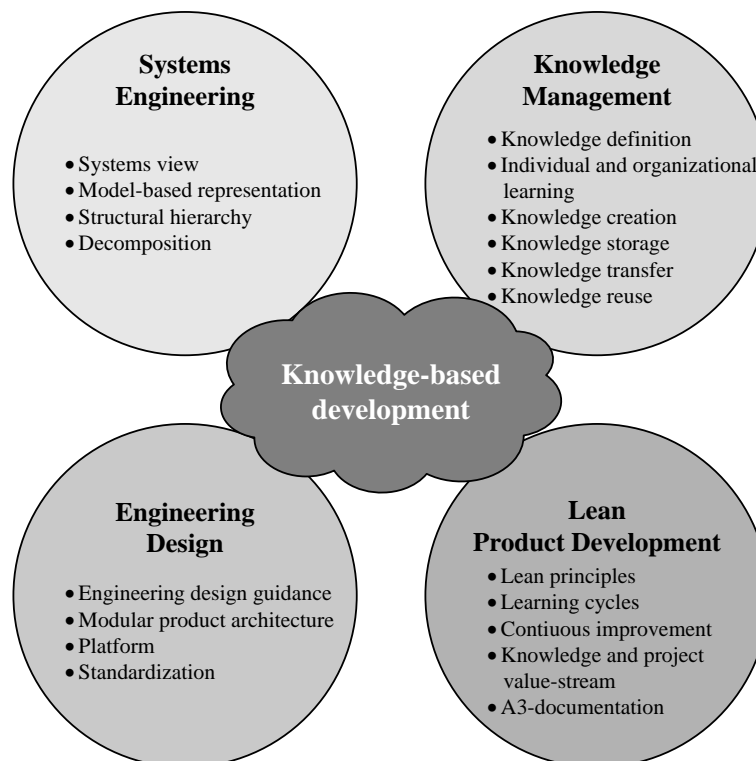 Systems
Engineering
• Systems view
• Model-based representation
• Structural hierarchy
• Decomposition
Knowledge
Management
• Knowledge definition
• Individual and organizational
learning
• Knowledge creation
• Knowledge storage
• Knowledge transfer
• Knowledge reuse
Knowledge-based
development
Engineering
Design
• Engineering design guidance
• Modular product architecture
• Platform
• Standardization
Lean
Product Development
• Lean principles
• Learning cycles
• Contiuous improvement
• Knowledge and project
value-stream
• A3-documentation